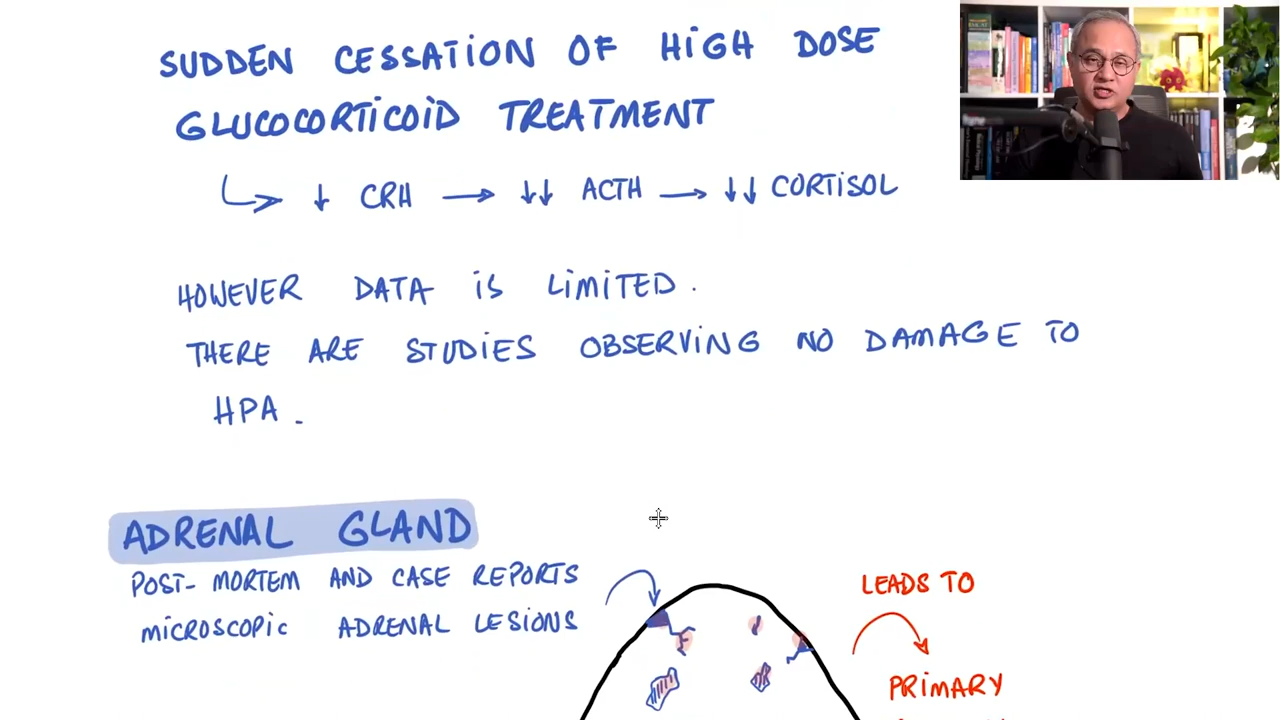 SUDDEN CESSATION OF HIGH DOSE
GLUCOCORTICOID TREATMENT
↳ ↓ CRH → ↓↓ ACTH → ↓↓ CORTISOL
HOWEVER DATA IS LIMITED.
THERE ARE STUDIES OBSERVING NO DAMAGE TO
HPA.
ADRENAL GLAND
POST-MORTEM AND CASE REPORTS
MICROSCOPIC ADRENAL LESIONS
LEADS TO
PRIMARY